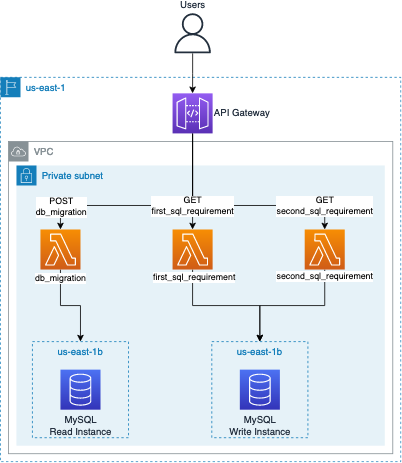 Users
us-east-1
API Gateway
VPC
Private subnet
POST
db_migration
GET
first_sql_requirement
GET
second_sql_requirement
db_migration
first_sql_requirement
second_sql_requirement
us-east-1b
us-east-1b
MySQL
Read Instance
MySQL
Write Instance